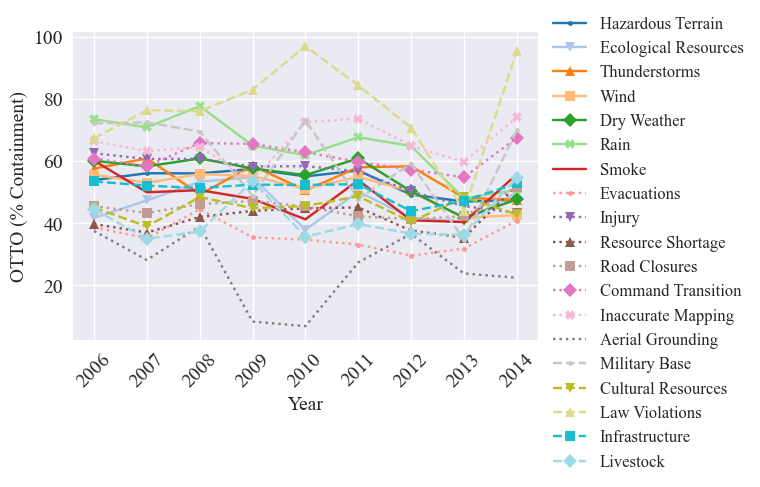 100
80
60
40
20
OTTO (% Containment)
2006
2007
2008
2009
2010
2011
2012
2013
2014
Year
Hazardous Terrain
Ecological Resources
Thunderstorms
Wind
Dry Weather
Rain
Smoke
Evacuations
Injury
Resource Shortage
Road Closures
Command Transition
Inaccurate Mapping
Aerial Grounding
Military Base
Cultural Resources
Law Violations
Infrastructure
Livestock